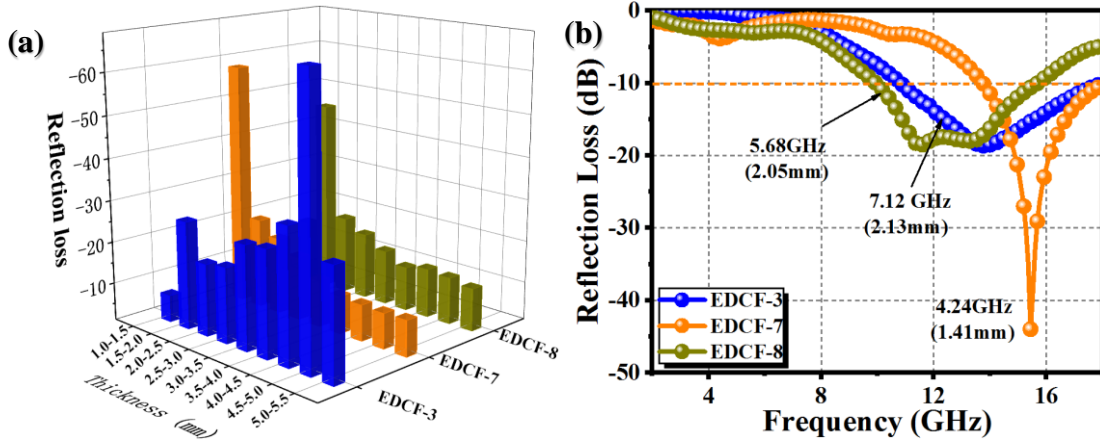 (a)
Reflection loss
-60
-50
-40
-30
-20
-10
1.0-1.5
1.5-2.0
2.0-2.5
2.5-3.0
3.0-3.5
3.5-4.0
4.0-4.5
4.5-5.0
5.0-5.5
Thickness (mm)
EDCF-3
EDCF-7
EDCF-8
(b)
Reflection Loss (dB)
0
-10
-20
-30
-40
-50
5.68GHz
(2.05mm)
7.12 GHz
(2.13mm)
4.24GHz
(1.41mm)
EDCF-3
EDCF-7
EDCF-8
4
8
12
16
Frequency (GHz)